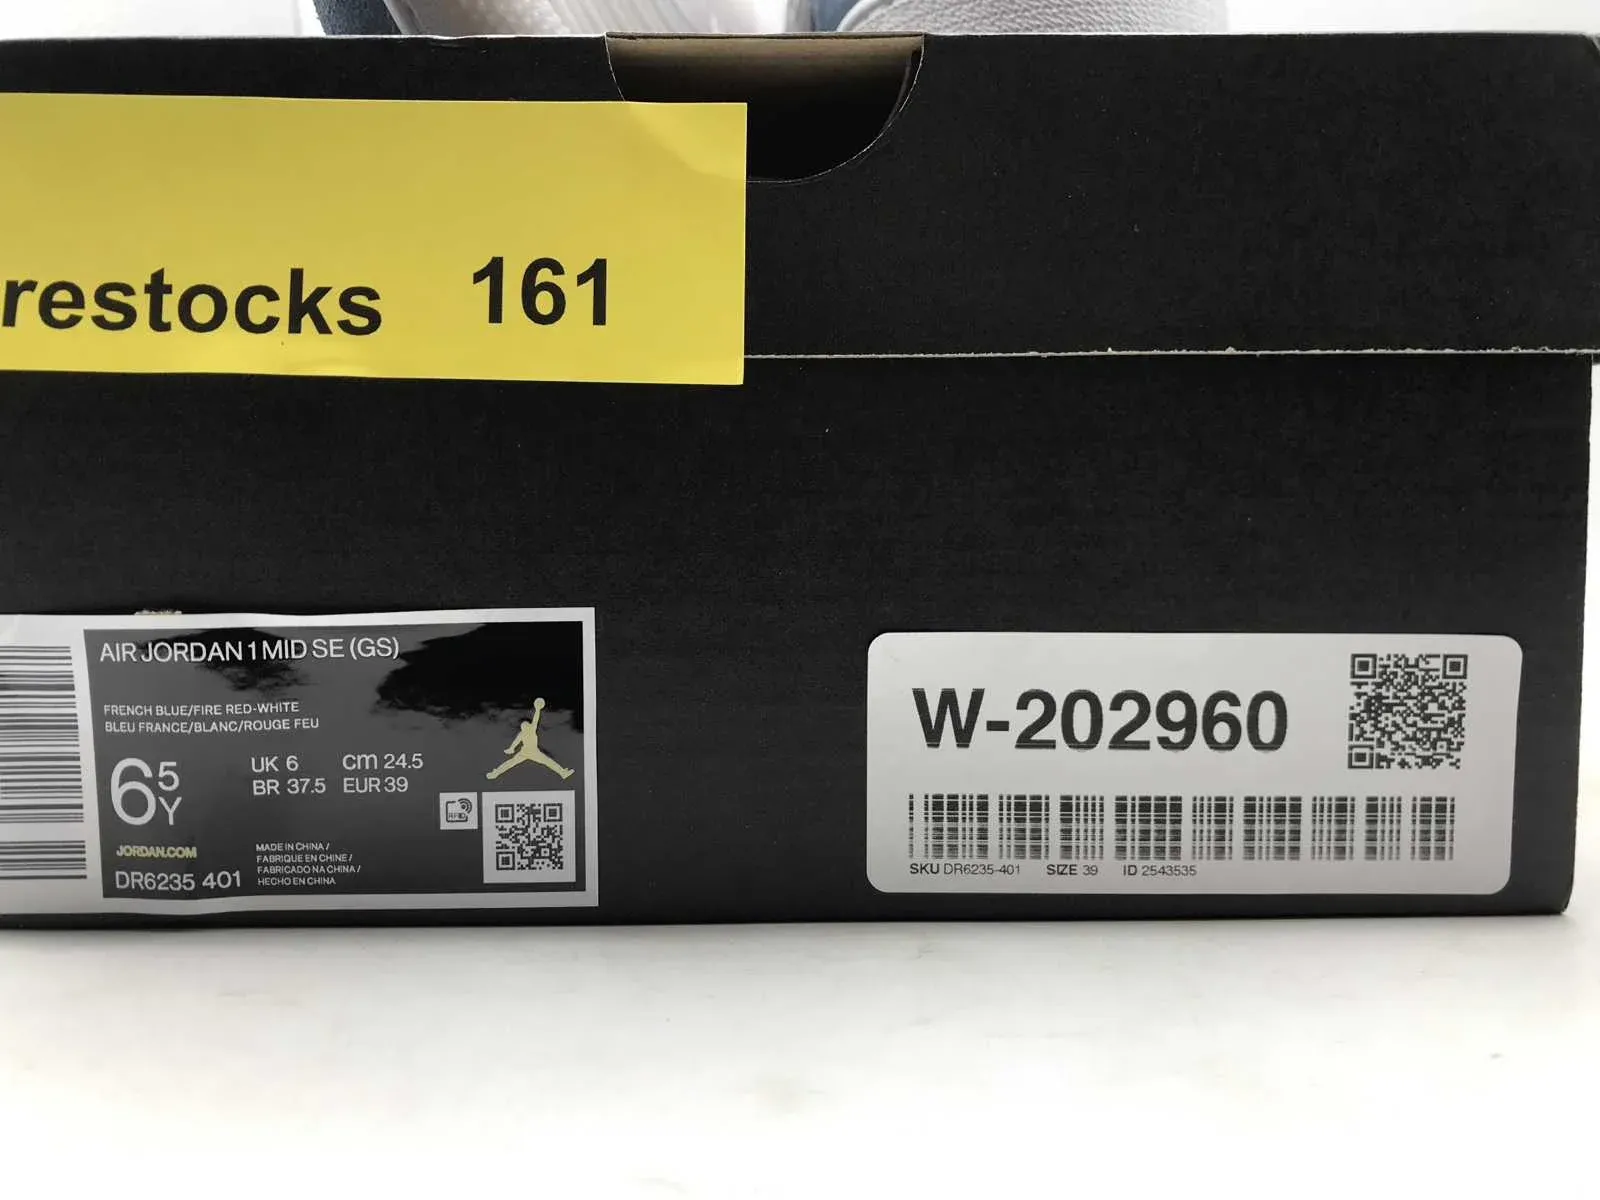 restocks 161
AIR JORDAN 1 MID SE (GS)
FRENCH BLUE/FIRE RED-WHITE
BLEU FRANCE/BLANC/ROUGE FEU
6 5 Y
UK 6 cm 24.5
BR 37.5 EUR 39
RFID
JORDAN.COM
DR6235 401
MADE IN CHINA /
FABRIQUE EN CHINE /
FABRICADO NA CHINA /
HECHO EN CHINA
W-202960
SKU DR6235-401 SIZE 39 ID 2543535